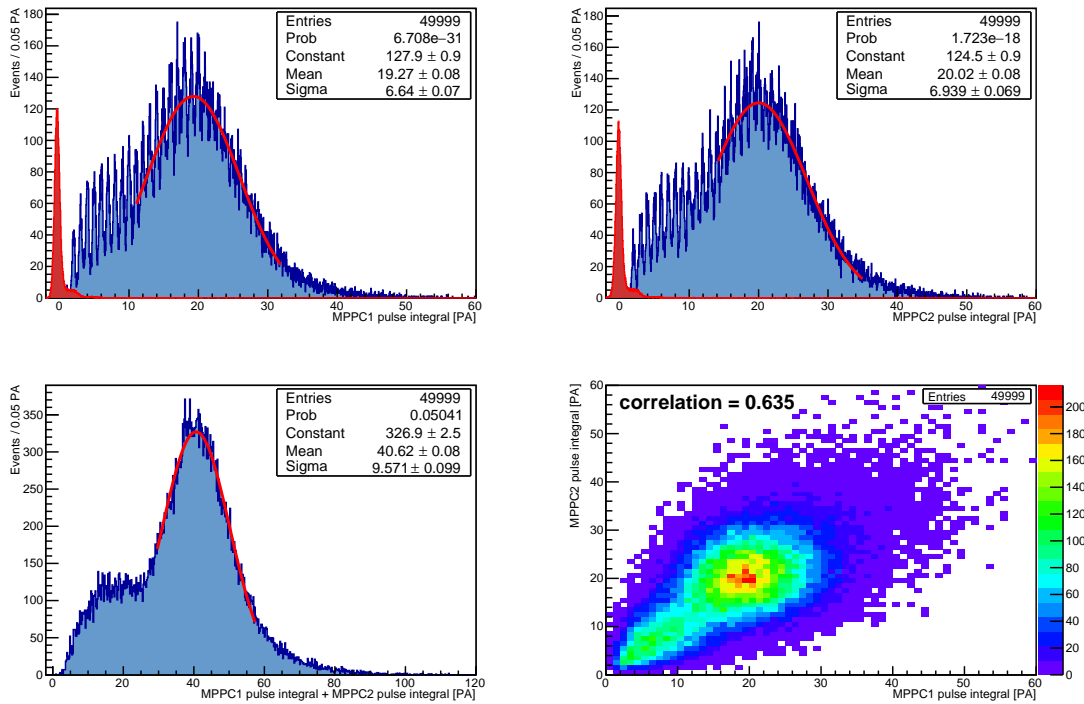 Events / 0.05 PA
180
160
140
120
100
80
60
40
20
0
0 10 20 30 40 50 60
MPPC1 pulse integral [PA]
Entries 49999
Prob 6.708e−31
Constant 127.9 ± 0.9
Mean 19.27 ± 0.08
Sigma 6.64 ± 0.07
Events / 0.05 PA
180
160
140
120
100
80
60
40
20
0
0 10 20 30 40 50 60
MPPC2 pulse integral [PA]
Entries 49999
Prob 1.723e−18
Constant 124.5 ± 0.9
Mean 20.02 ± 0.08
Sigma 6.939 ± 0.069
Events / 0.05 PA
350
300
250
200
150
100
50
0
0 20 40 60 80 100 120
MPPC1 pulse integral + MPPC2 pulse integral [PA]
Entries 49999
Prob 0.05041
Constant 326.9 ± 2.5
Mean 40.62 ± 0.08
Sigma 9.571 ± 0.099
MPPC2 pulse integral [PA]
60
50
40
30
20
10
0
0 10 20 30 40 50 60
MPPC1 pulse integral [PA]
correlation = 0.635
Entries 49999
200
180
160
140
120
100
80
60
40
20
0